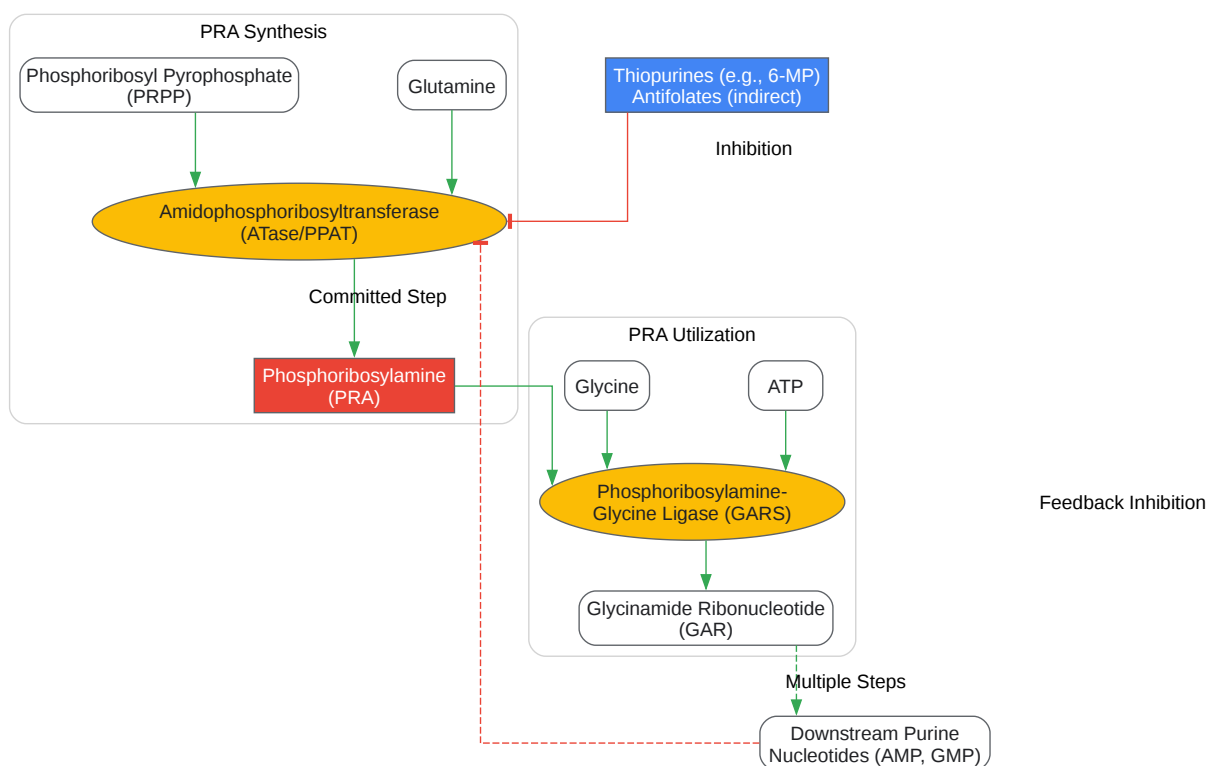 PRA Synthesis
Phosphoribosyl Pyrophosphate
(PRPP)
Glutamine
Thiopurines (e.g., 6-MP)
Antifolates (indirect)
Inhibition
Amidophosphoribosyltransferase
(ATase/PPAT)
Committed Step
Phosphoribosylamine
(PRA)
PRA Utilization
Glycine
ATP
Phosphoribosylamine-
Glycine Ligase (GARS)
Feedback Inhibition
Glycinamide Ribonucleotide
(GAR)
Multiple Steps
Downstream Purine
Nucleotides (AMP, GMP)